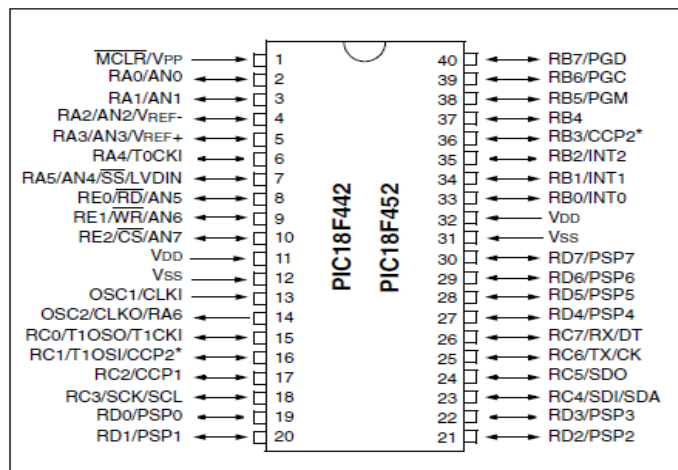 MCLR/VPP 1 40 RB7/PGD
RA0/AN0 2 39 RB6/PGC
RA1/AN1 3 38 RB5/PGM
RA2/AN2/VREF- 4 37 RB4
RA3/AN3/VREF+ 5 36 RB3/CCP2*
RA4/T0CKI 6 35 RB2/INT2
RA5/AN4/SS/LVDIN 7 34 RB1/INT1
RE0/RD/AN5 8 33 RB0/INT0
RE1/WR/AN6 9 32 VDD
RE2/CS/AN7 10 31 VSS
VDD 11 30 RD7/PSP7
VSS 12 29 RD6/PSP6
OSC1/CLKI 13 28 RD5/PSP5
OSC2/CLKO/RA6 14 27 RD4/PSP4
RC0/T1OSO/T1CKI 15 26 RC7/RX/DT
RC1/T1OSI/CCP2* 16 25 RC6/TX/CK
RC2/CCP1 17 24 RC5/SDO
RC3/SCK/SCL 18 23 RC4/SDI/SDA
RD0/PSP0 19 22 RD3/PSP3
RD1/PSP1 20 21 RD2/PSP2
PIC18F442
PIC18F452